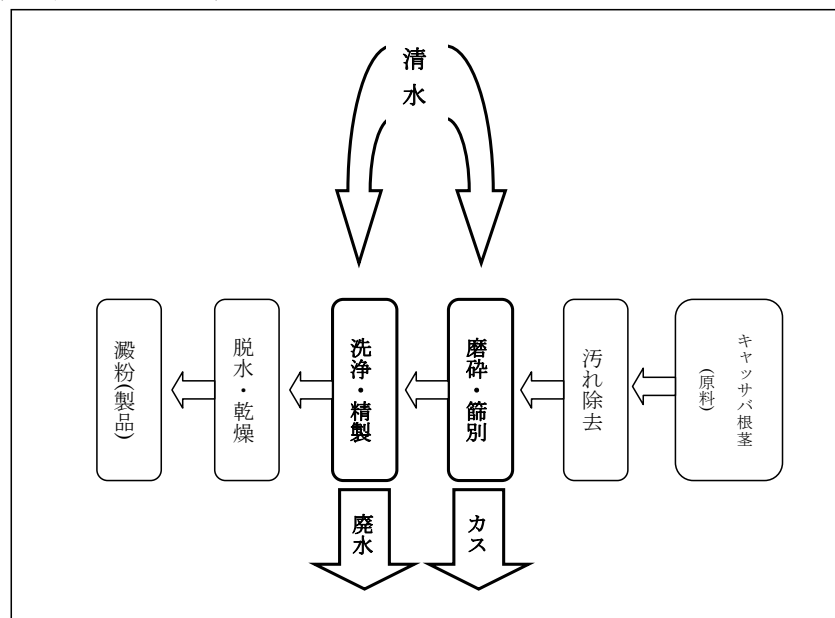 清水
キャッサバ根茎
(原料)
汚れ除去
磨砕・篩別
洗浄・精製
脱水・乾燥
澱粉(製品)
カス
廃水